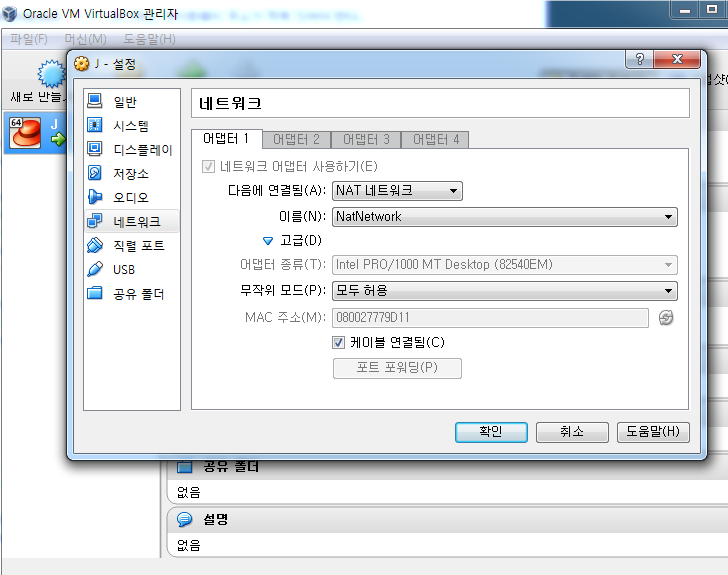 Oracle VM VirtualBox 관리자
파일(F) 머신(M) 도움말(H)
J - 설정
새로 만들
64 J
일반
시스템
디스플레이
저장소
오디오
네트워크
직렬 포트
USB
공유 폴더
네트워크
어댑터 1 어댑터 2 어댑터 3 어댑터 4
네트워크 어댑터 사용하기(E)
다음에 연결됨(A): NAT 네트워크
이름(N): NatNetwork
고급(D)
어댑터 종류(T): Intel PRO/1000 MT Desktop (82540EM)
무작위 모드(P): 모두 허용
MAC 주소(M): 080027779D11
케이블 연결됨(C)
포트 포워딩(P)
확인 취소 도움말(H)
공유 폴더
없음
설명
없음